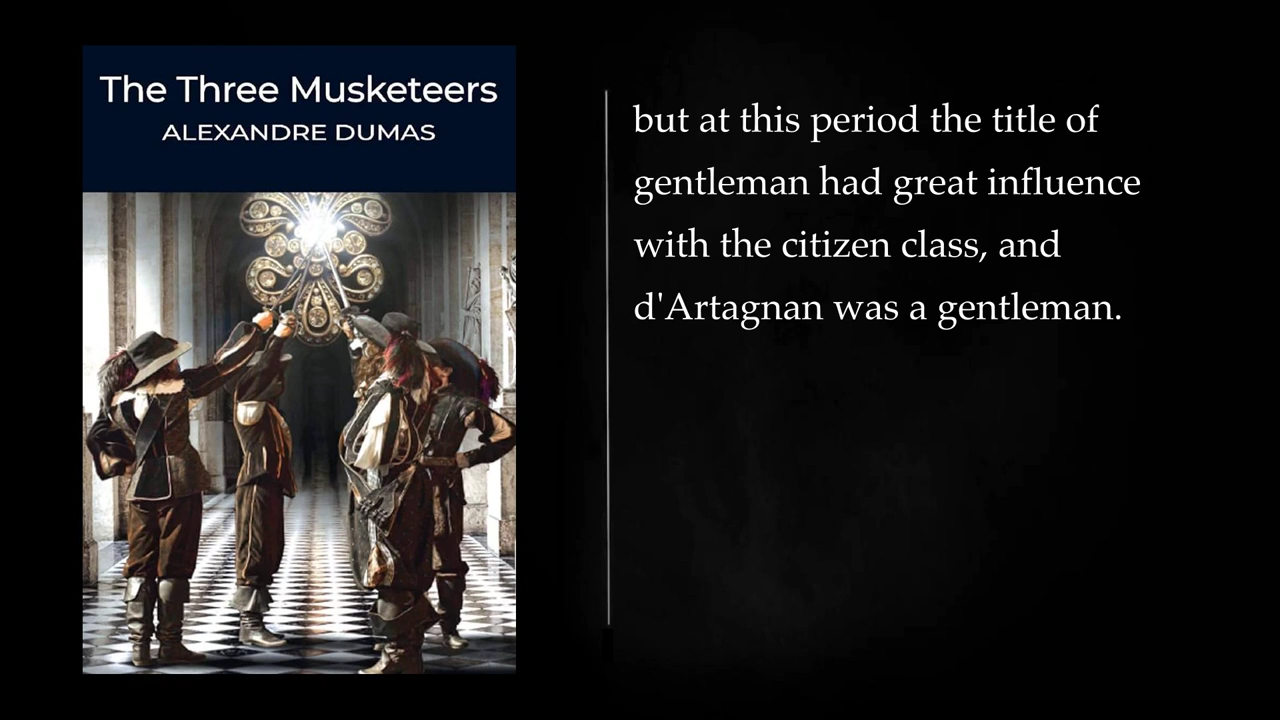 The Three Musketeers
ALEXANDRE DUMAS
but at this period the title of
gentleman had great influence
with the citizen class, and
d'Artagnan was a gentleman.